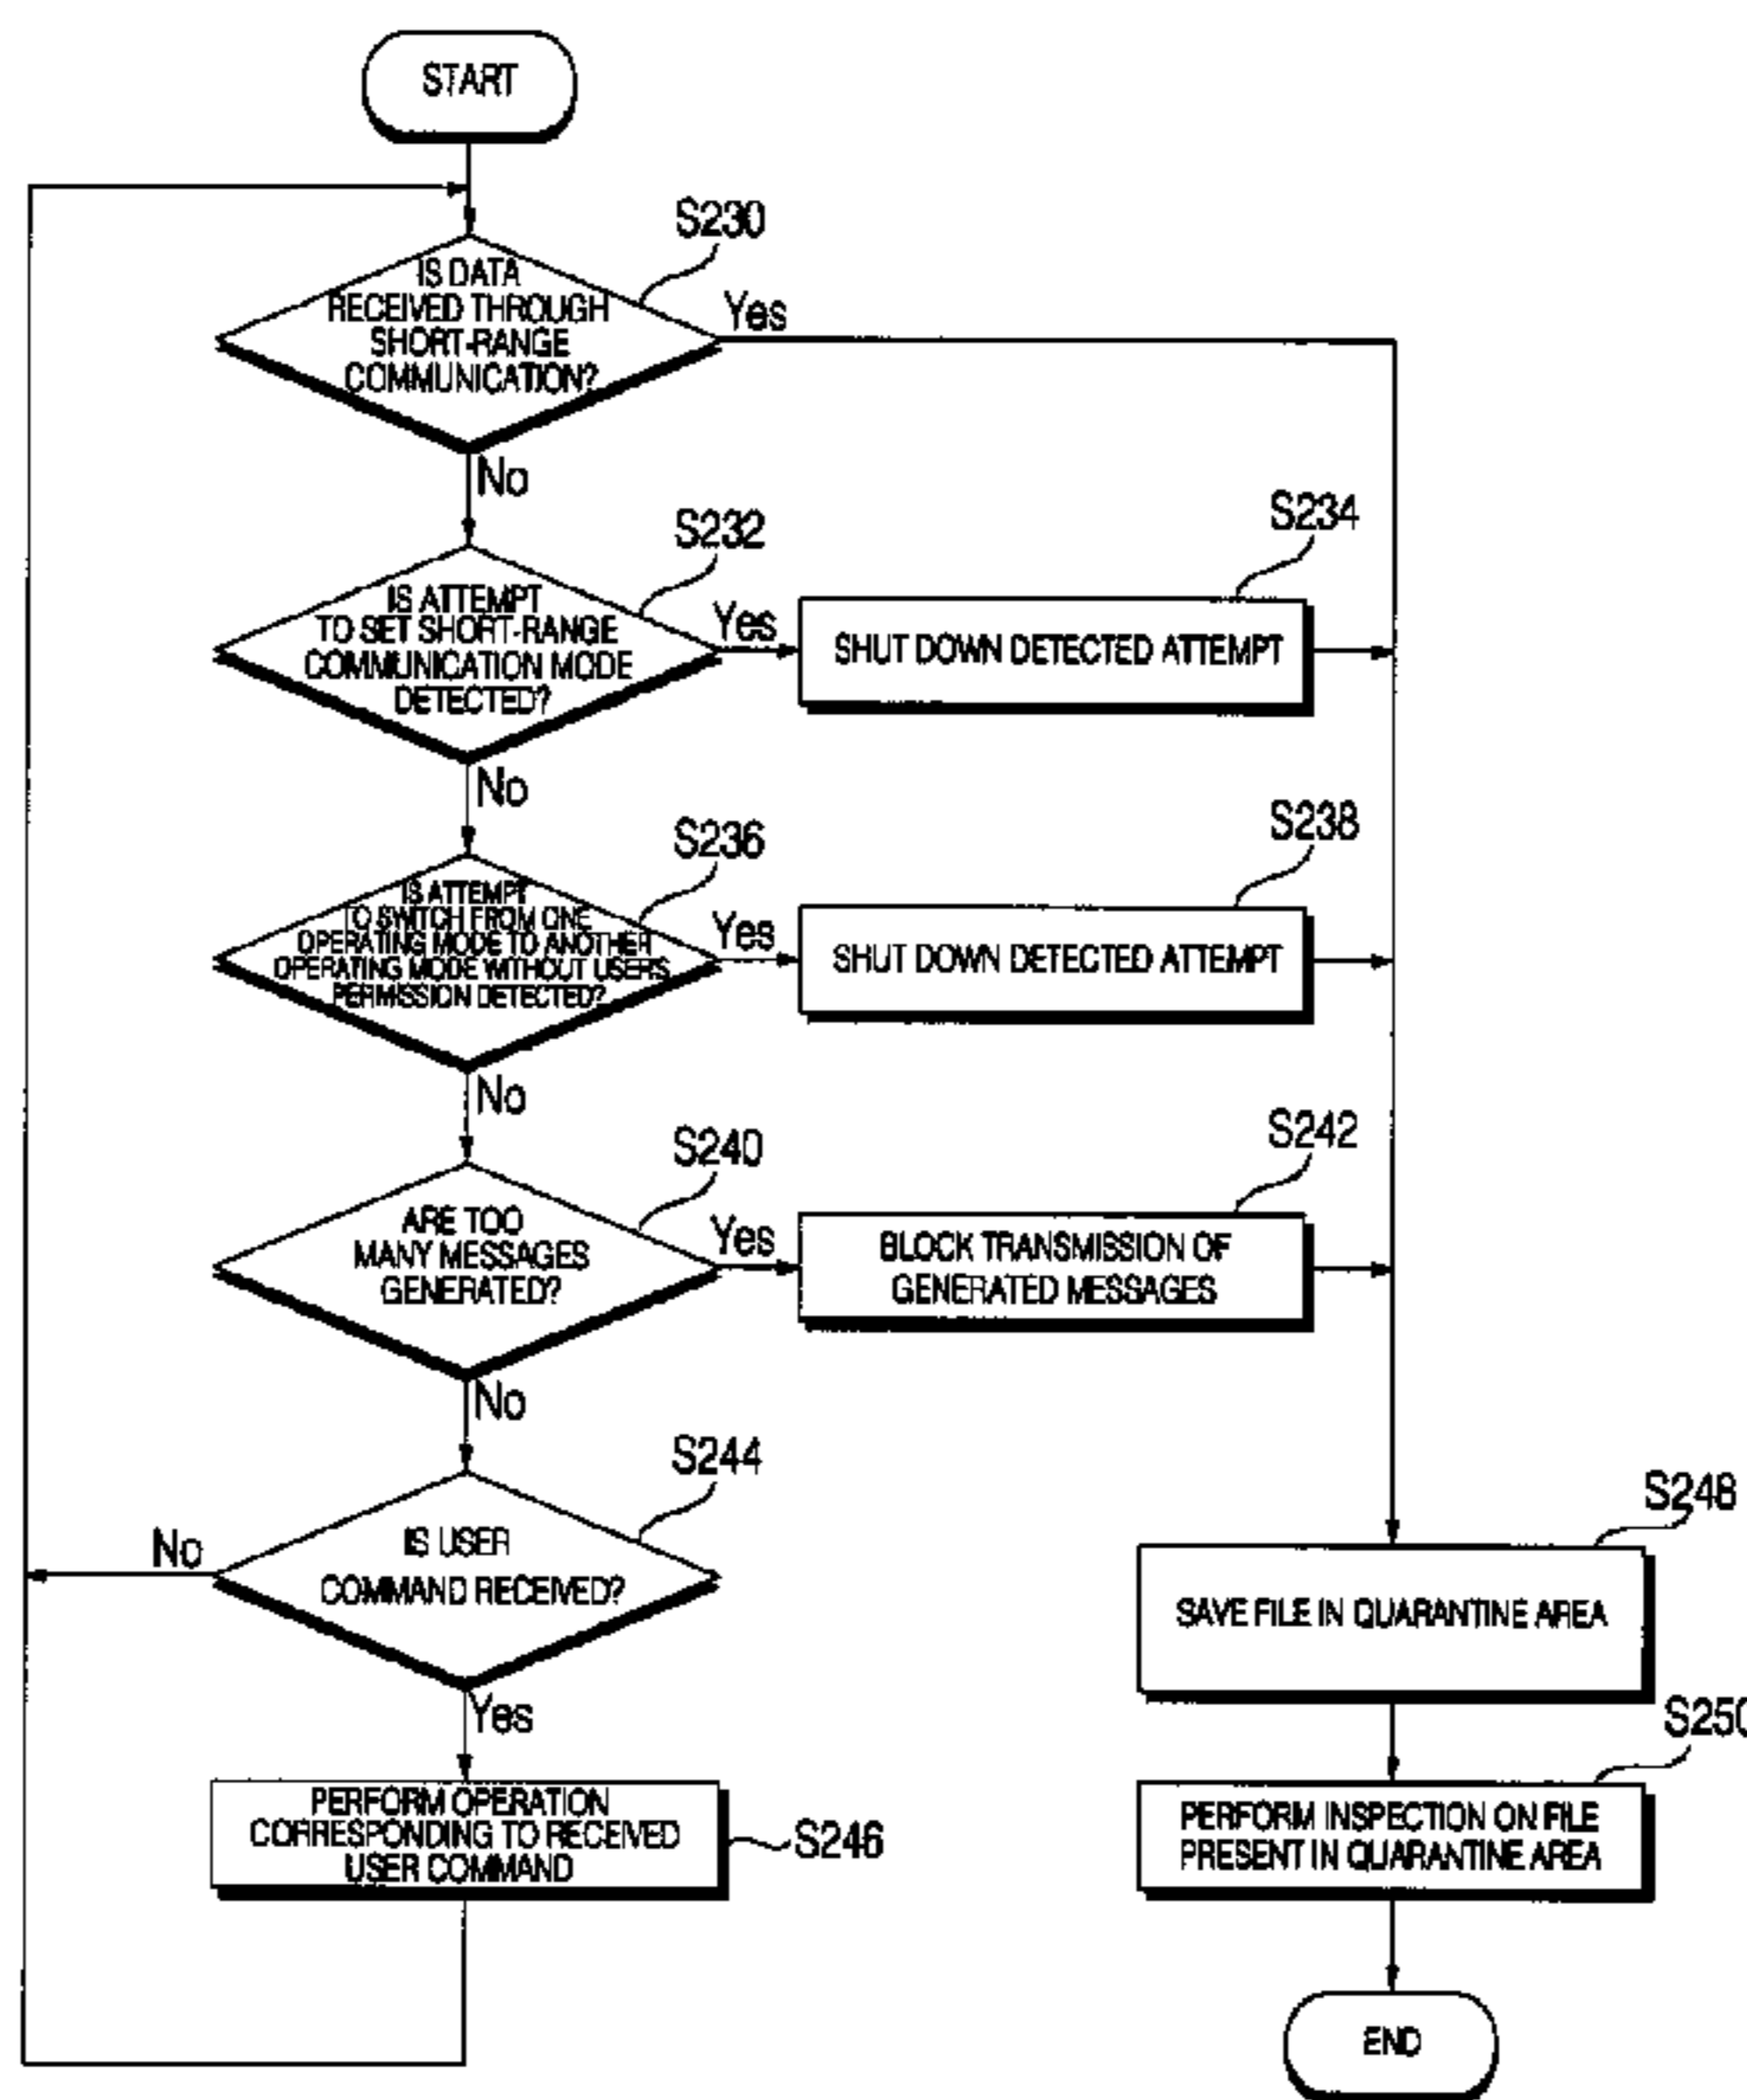 START
S230
IS DATA
RECEIVED THROUGH
SHORT-RANGE
COMMUNICATION?
Yes
No
S232
S234
IS ATTEMPT
TO SET SHORT-RANGE
COMMUNICATION MODE
DETECTED?
Yes
SHUT DOWN DETECTED ATTEMPT
No
S236
S238
IS ATTEMPT
TO SWITCH FROM ONE
OPERATING MODE TO ANOTHER
OPERATING MODE WITHOUT USER'S
PERMISSION DETECTED?
Yes
SHUT DOWN DETECTED ATTEMPT
No
S240
S242
ARE TOO
MANY MESSAGES
GENERATED?
Yes
BLOCK TRANSMISSION OF
GENERATED MESSAGES
No
S244
IS USER
COMMAND RECEIVED?
No
Yes
S248
SAVE FILE IN QUARANTINE AREA
PERFORM OPERATION
CORRESPONDING TO RECEIVED
USER COMMAND
S246
S250
PERFORM INSPECTION ON FILE
PRESENT IN QUARANTINE AREA
END